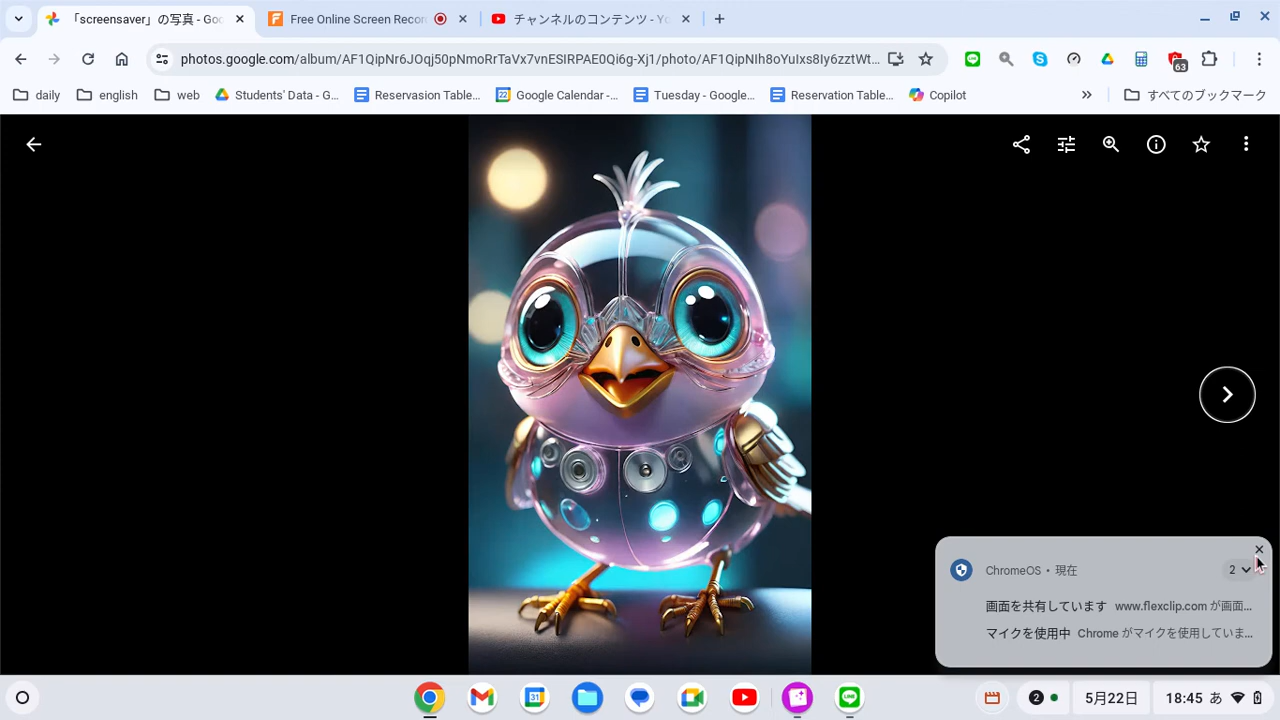 「screensaver」の写真 - Goo
Free Online Screen Recor
チャンネルのコンテンツ - Yo
photos.google.com/album/AF1QipNr6JOqj50pNmoRrTaVx7vnESIRPAE0Qi6g-Xj1/photo/AF1QipNIh8oYuIxs8Iy6zztWt...
63
daily
english
web
Students' Data - G...
Reservasion Table...
Google Calendar -...
Tuesday - Google...
Reservation Table...
Copilot
»
すべてのブックマーク
ChromeOS • 現在
2
画面を共有しています www.flexclip.com が画面...
マイクを使用中 Chrome がマイクを使用していま...
31
2
5月22日
18:45 あ